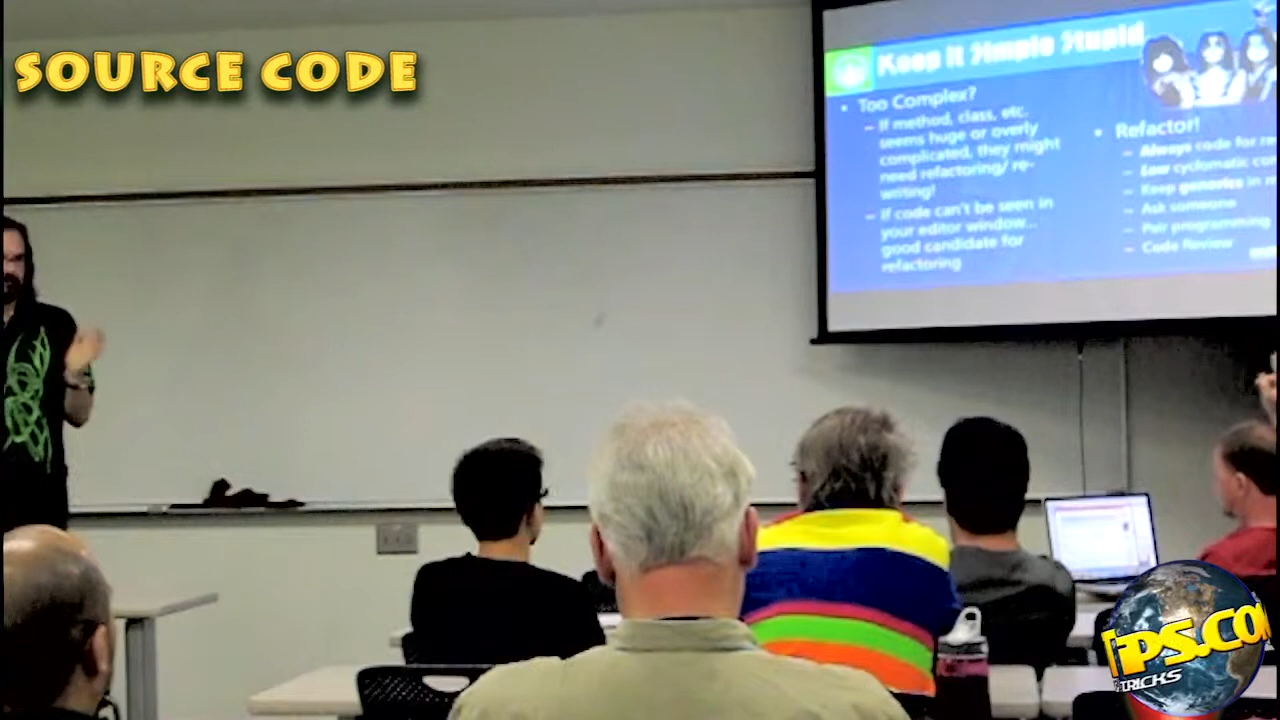 SOURCE CODE
Keep It Simple Stupid
• Too Complex?
– If method, class, etc.
seems huge or overly
complicated, they might
need refactoring/ re-
writing!
– If code can't be seen in
your editor window...
good candidate for
refactoring
• Refactor!
– Always code for
– Low cyclomatic
– Keep generics in
– Ask someone
– Pair programming
– Code Review
TiPS.COM
TRICKS